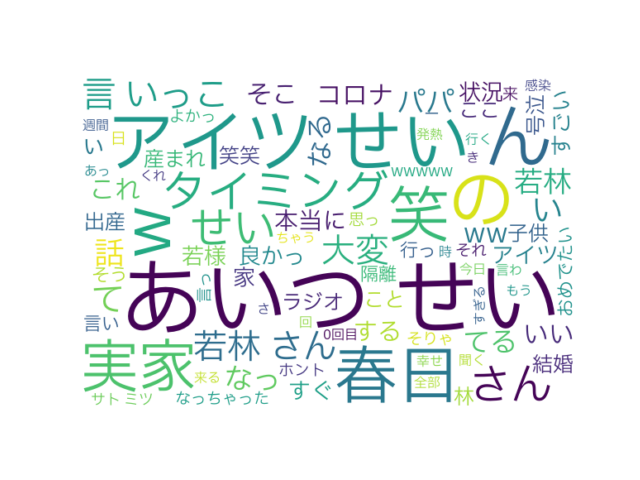 言 いっこ そこ コロナ パパ 状況 来 感染
よかっ なる ここ 号泣 すごい
アイツ せい ん
週間 日 発熱 行く
い 産まれ 笑笑 き
あっ くれ wwwww
これ タイミング 笑 の 若林 い
出産 w せい 本当に 思っ ww 子供
ちゃう
話 若様 良かっ 大変 行っ それ アイツ
そう 家 隔離 時 おめでたい
て 言っ 今日 言わ
あいつ せい
さ ラジオ こと すぎる もう
言い 回 0回目 する そりゃ てる いい
実家 若林 さん 春日 さん 結婚
ホント 幸せ 聞く
来る なっ すぐ 全部
サト ミツ なっちゃった 林